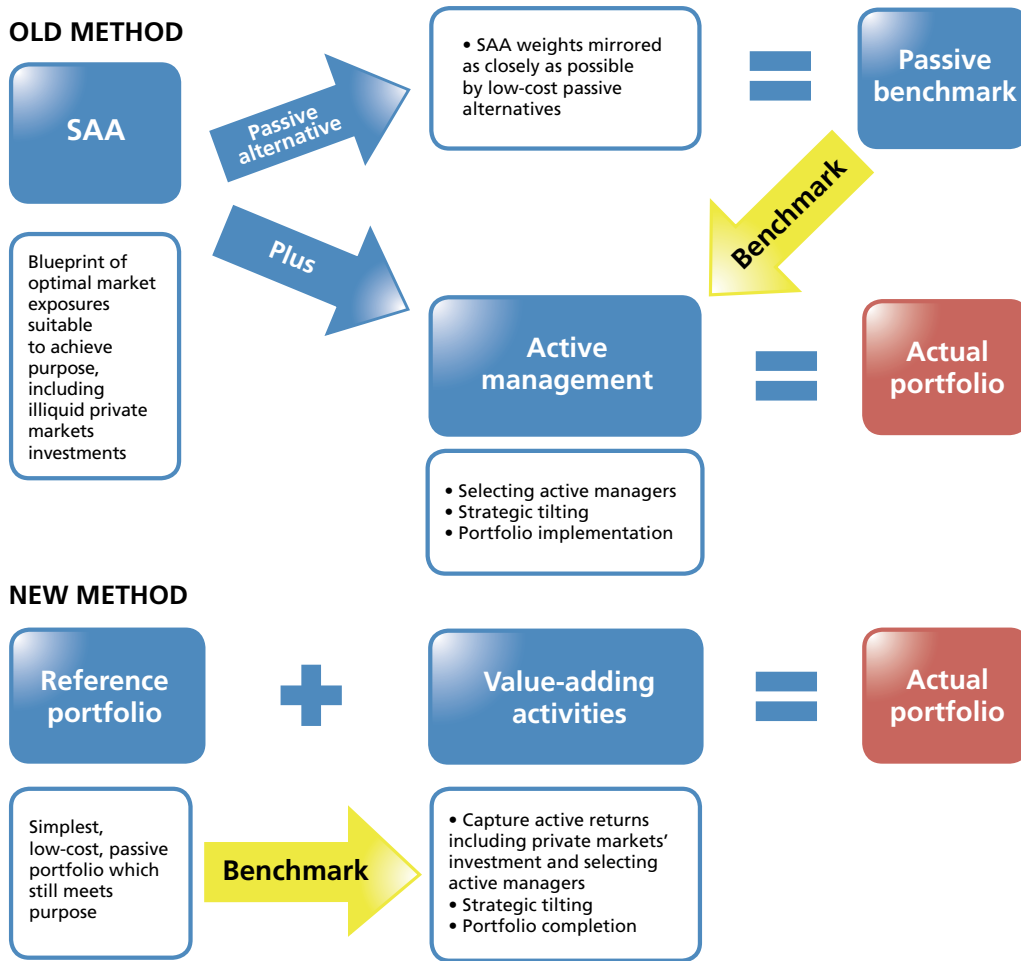 OLD METHOD
SAA
Passive
alternative
• SAA weights mirrored
as closely as possible
by low-cost passive
alternatives
Passive
benchmark
Benchmark
Plus
Blueprint of
optimal market
exposures
suitable
to achieve
purpose,
including
illiquid private
markets
investments
Active
management
Actual
portfolio
• Selecting active managers
• Strategic tilting
• Portfolio implementation
NEW METHOD
Reference
portfolio
Value-adding
activities
Actual
portfolio
Simplest,
low-cost, passive
portfolio which
still meets
purpose
Benchmark
• Capture active returns
including private markets’
investment and selecting
active managers
• Strategic tilting
• Portfolio completion